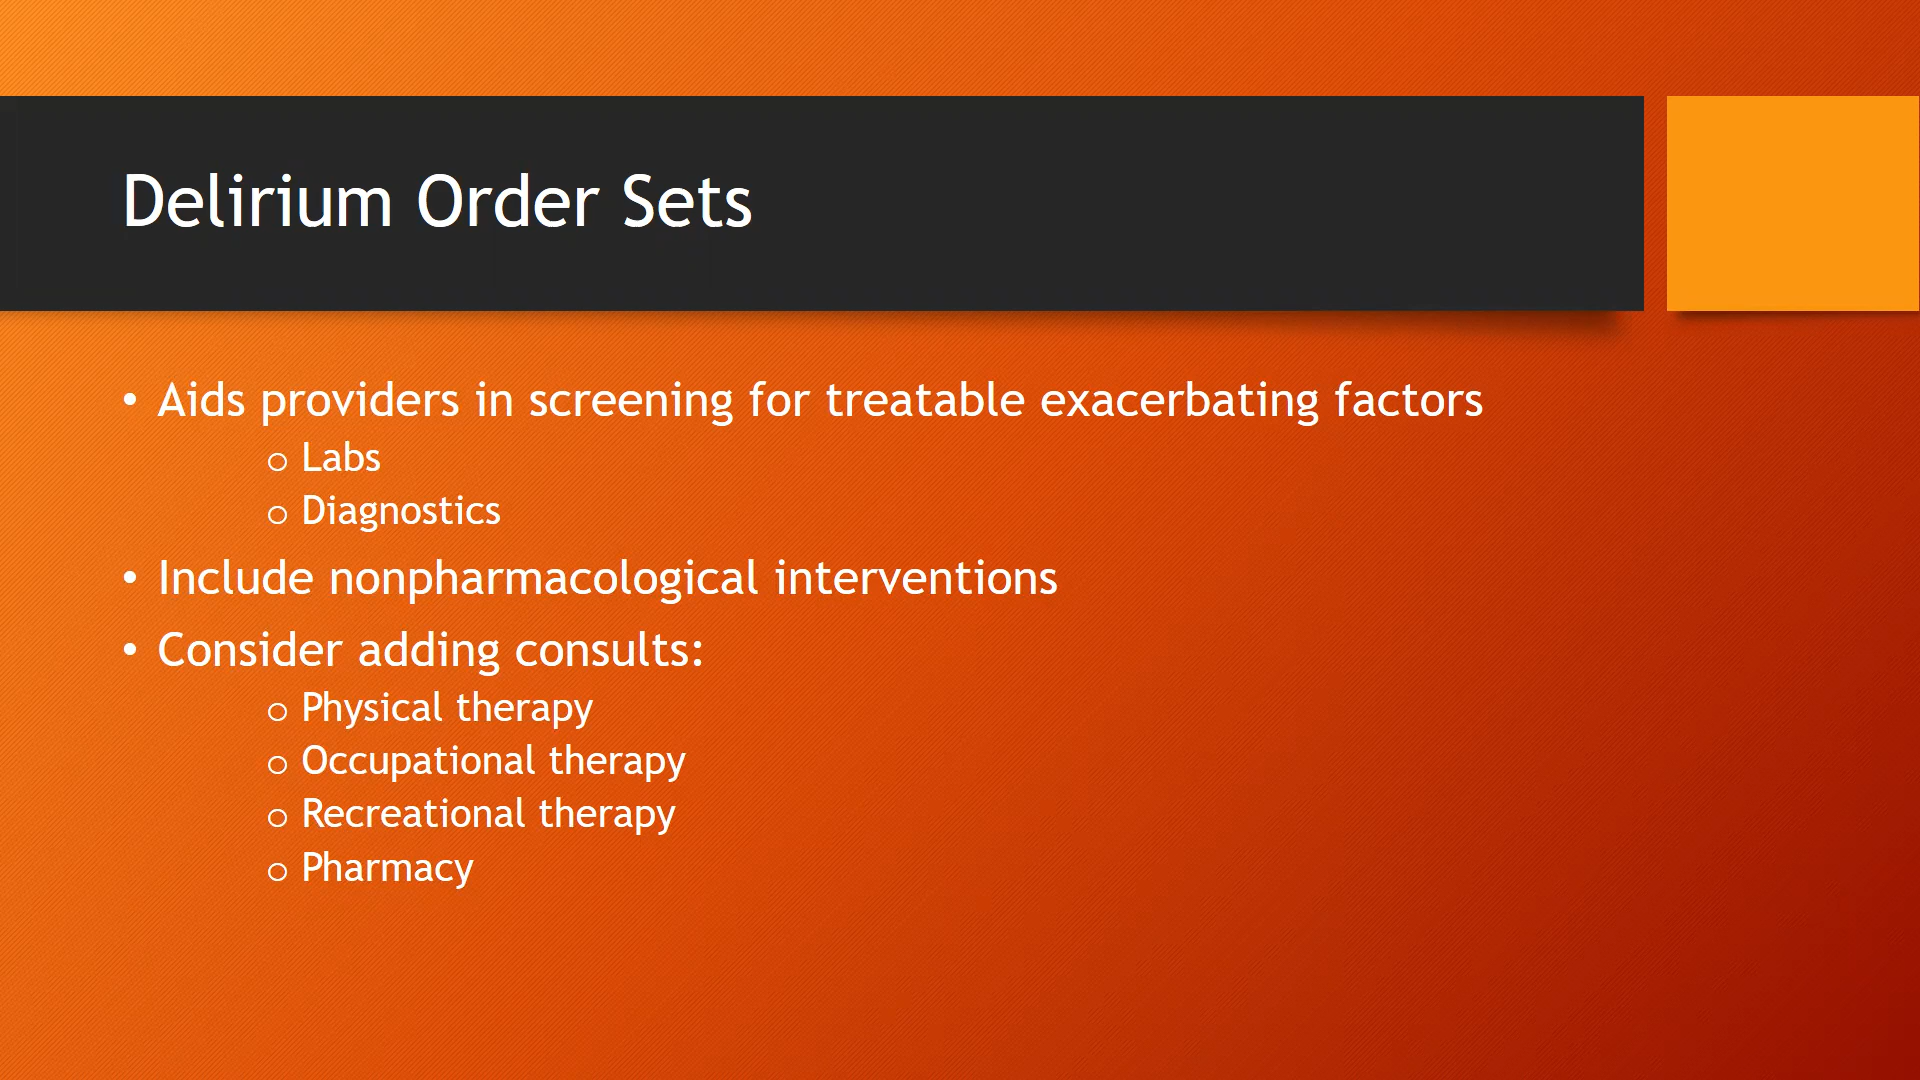 Delirium Order Sets
• Aids providers in screening for treatable exacerbating factors
o Labs
o Diagnostics
• Include nonpharmacological interventions
• Consider adding consults:
o Physical therapy
o Occupational therapy
o Recreational therapy
o Pharmacy